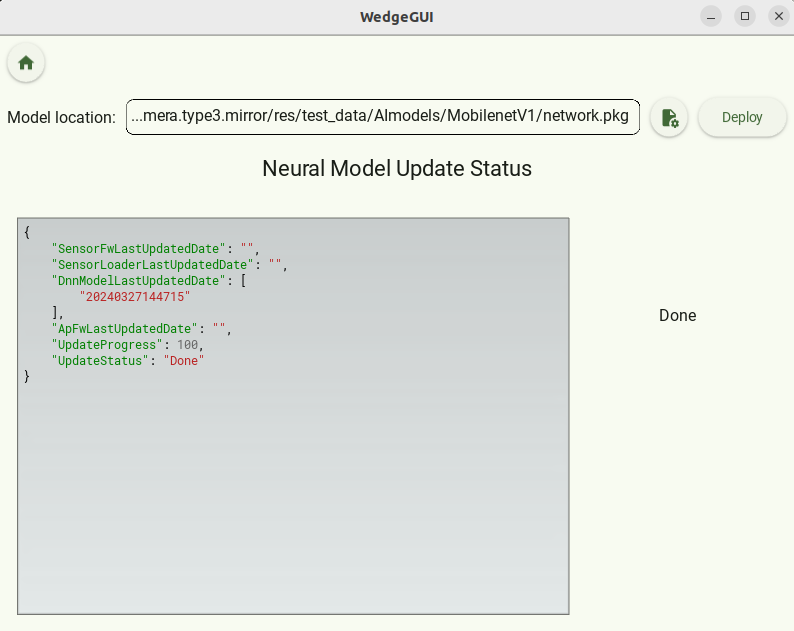 WedgeGUI
Model location: ...mera.type3.mirror/res/test_data/AImodels/MobilenetV1/network.pkg Deploy
Neural Model Update Status
{
    "SensorFwLastUpdatedDate": "",
    "SensorLoaderLastUpdatedDate": "",
    "DnnModelLastUpdatedDate": [
        "20240327144715"
    ],
    "ApFwLastUpdatedDate": "",
    "UpdateProgress": 100,
    "UpdateStatus": "Done"
}
Done